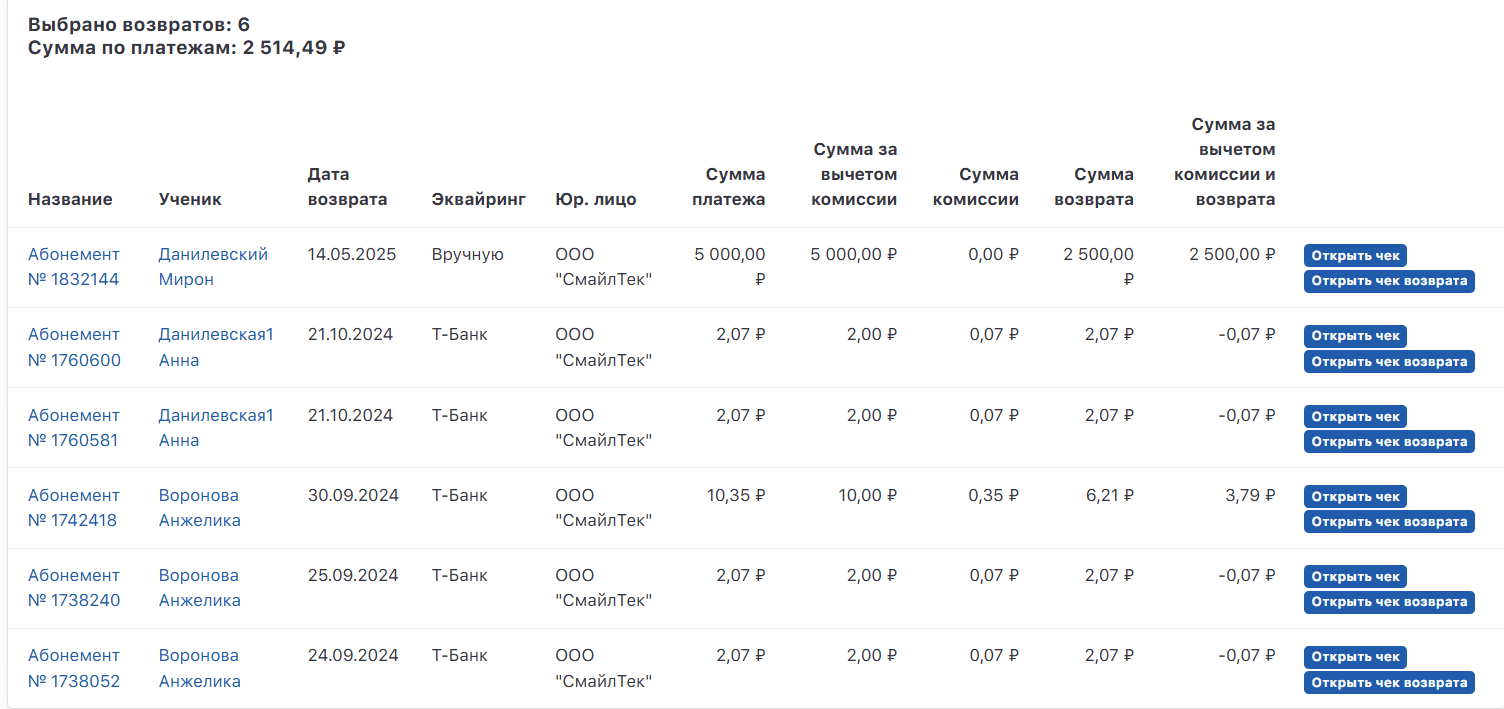 Выбрано возвратов: 6
Сумма по платежам: 2 514,49 ₽
Название Ученик Дата возврата Эквайринг Юр. лицо Сумма платежа Сумма за вычетом комиссии Сумма комиссии Сумма возврата Сумма за вычетом комиссии и возврата
Абонемент Данилевский 14.05.2025 Вручную ООО 5 000,00 5 000,00 ₽ 0,00 ₽ 2 500,00 2 500,00 ₽ Открыть чек
№ 1832144 Мирон "СмайлТек" ₽ ₽ Открыть чек возврата
Абонемент Данилевская1 21.10.2024 Т-Банк ООО 2,07 ₽ 2,00 ₽ 0,07 ₽ 2,07 ₽ -0,07 ₽ Открыть чек
№ 1760600 Анна "СмайлТек" Открыть чек возврата
Абонемент Данилевская1 21.10.2024 Т-Банк ООО 2,07 ₽ 2,00 ₽ 0,07 ₽ 2,07 ₽ -0,07 ₽ Открыть чек
№ 1760581 Анна "СмайлТек" Открыть чек возврата
Абонемент Воронова 30.09.2024 Т-Банк ООО 10,35 ₽ 10,00 ₽ 0,35 ₽ 6,21 ₽ 3,79 ₽ Открыть чек
№ 1742418 Анжелика "СмайлТек" Открыть чек возврата
Абонемент Воронова 25.09.2024 Т-Банк ООО 2,07 ₽ 2,00 ₽ 0,07 ₽ 2,07 ₽ -0,07 ₽ Открыть чек
№ 1738240 Анжелика "СмайлТек" Открыть чек возврата
Абонемент Воронова 24.09.2024 Т-Банк ООО 2,07 ₽ 2,00 ₽ 0,07 ₽ 2,07 ₽ -0,07 ₽ Открыть чек
№ 1738052 Анжелика "СмайлТек" Открыть чек возврата